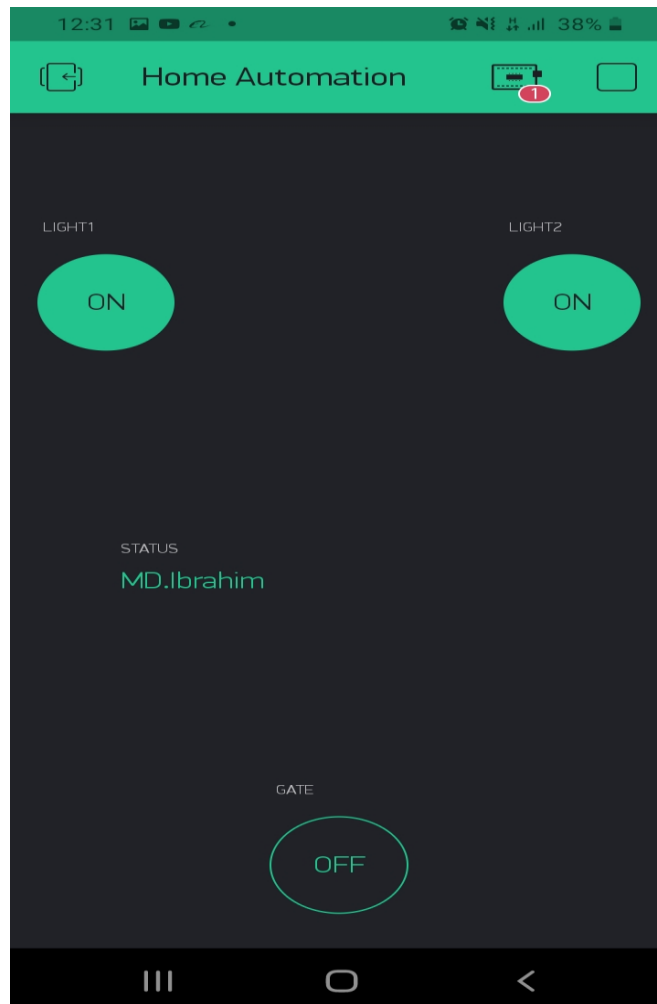 12:31 38%
Home Automation
1
LIGHT1 LIGHT2
ON ON
STATUS
MD.Ibrahim
GATE
OFF